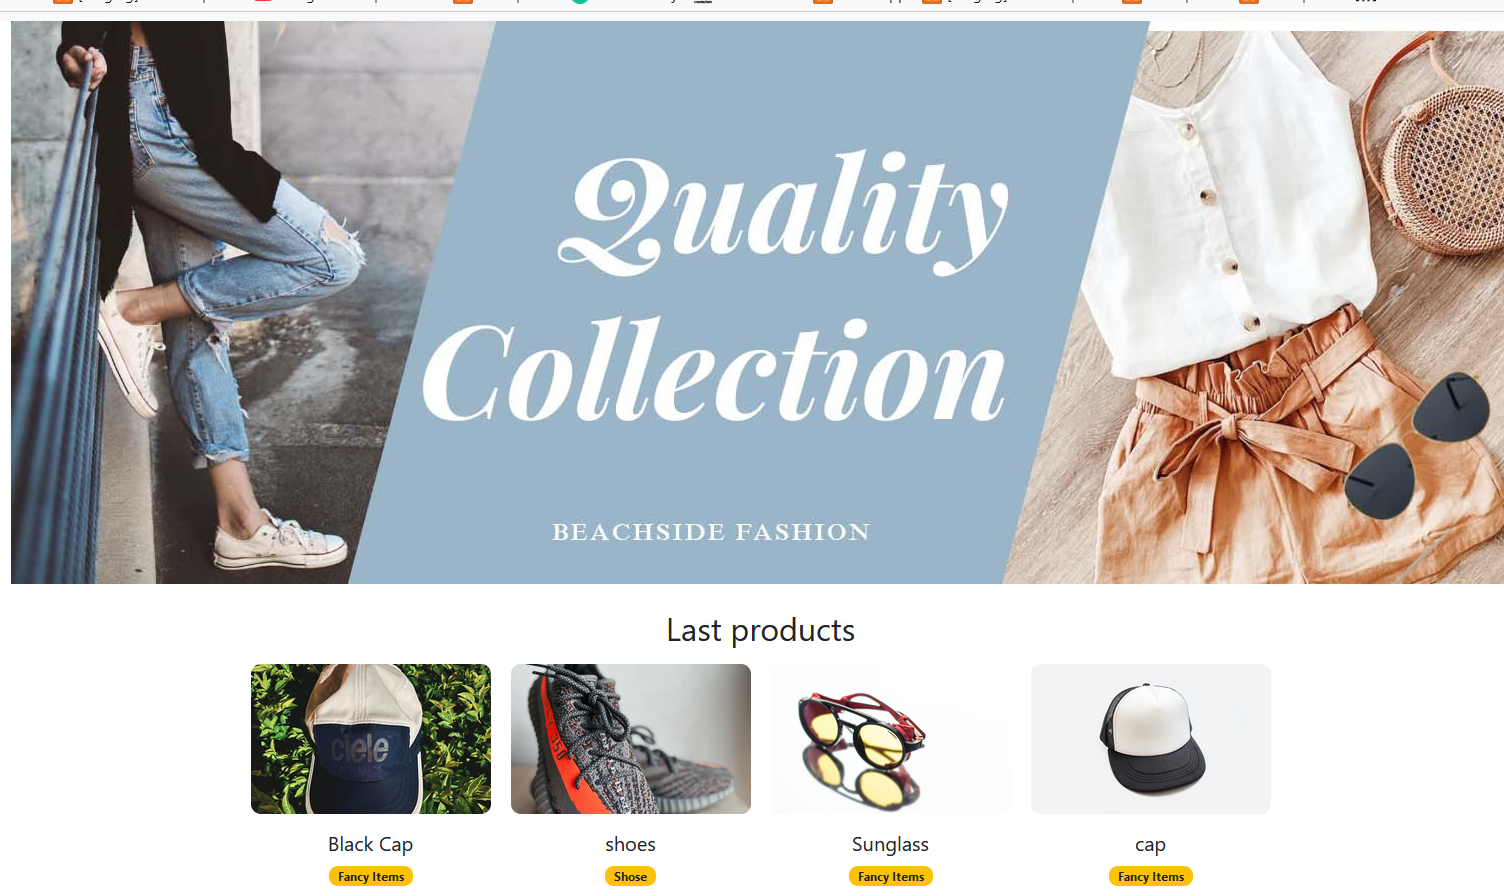 Quality
Collection
BEACHSIDE FASHION
Last products
ciele
350
Black Cap
shoes
Sunglass
cap
Fancy Items
Shose
Fancy Items
Fancy Items